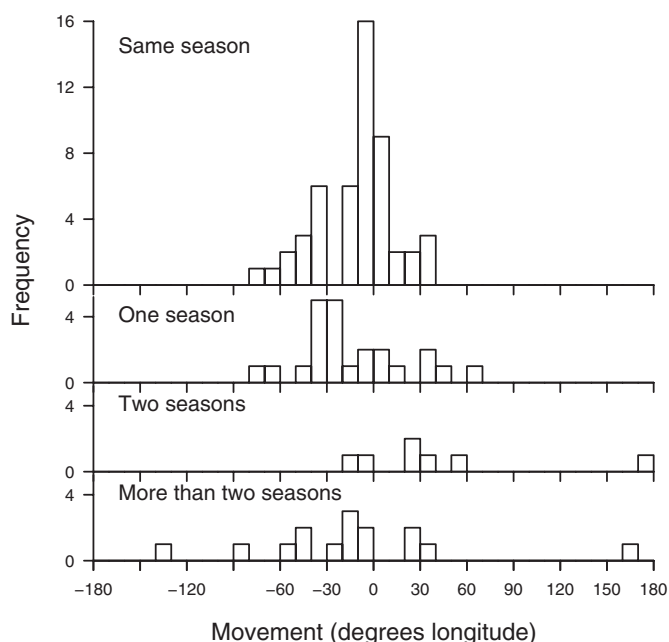 16
Same season
12
8
4
0
Frequency
One season
4
0
Two seasons
4
0
More than two seasons
4
0
−180 −120 −60 −30 0 30 60 90 120 150 180
Movement (degrees longitude)